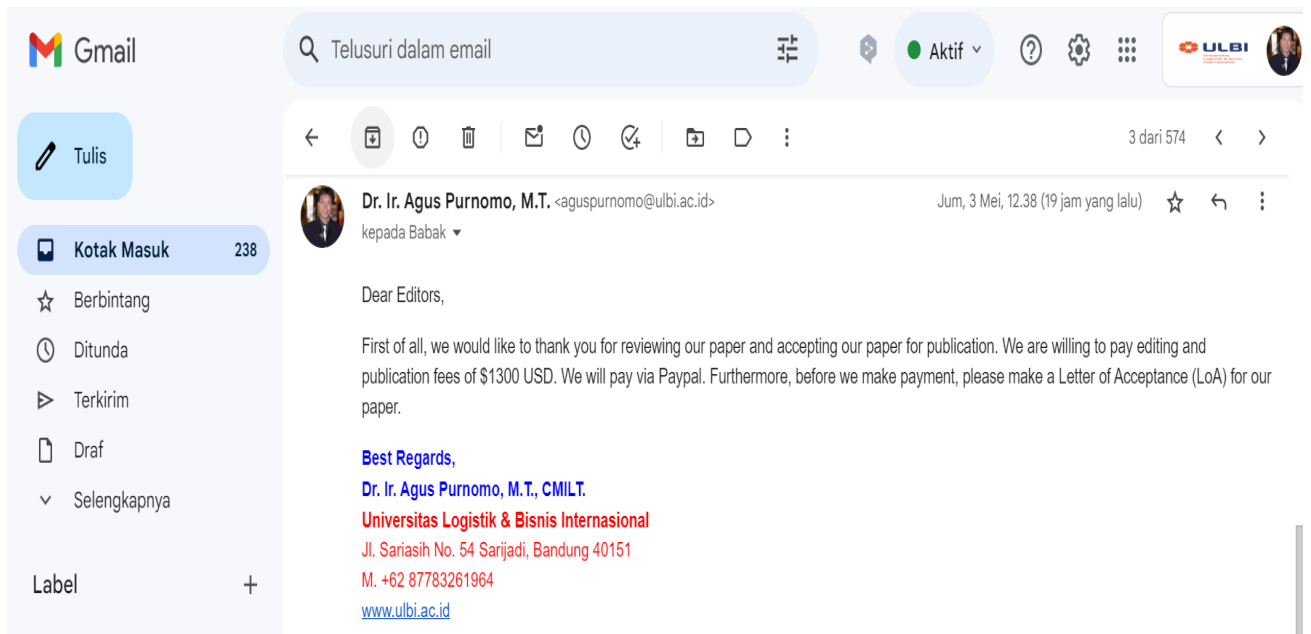 Gmail
Telusuri dalam email
Aktif
ULBI
Tulis
3 dari 574
Dr. Ir. Agus Purnomo, M.T. <aguspurnomo@ulbi.ac.id>
Jum, 3 Mei, 12.38 (19 jam yang lalu)
kepada Babak
Kotak Masuk 238
Berbintang
Ditunda
Terkirim
Draf
Selengkapnya
Label
Dear Editors,
First of all, we would like to thank you for reviewing our paper and accepting our paper for publication. We are willing to pay editing and
publication fees of $1300 USD. We will pay via Paypal. Furthermore, before we make payment, please make a Letter of Acceptance (LoA) for our
paper.
Best Regards,
Dr. Ir. Agus Purnomo, M.T., CMILT.
Universitas Logistik & Bisnis Internasional
Jl. Sariasih No. 54 Sarijadi, Bandung 40151
M. +62 87783261964
www.ulbi.ac.id